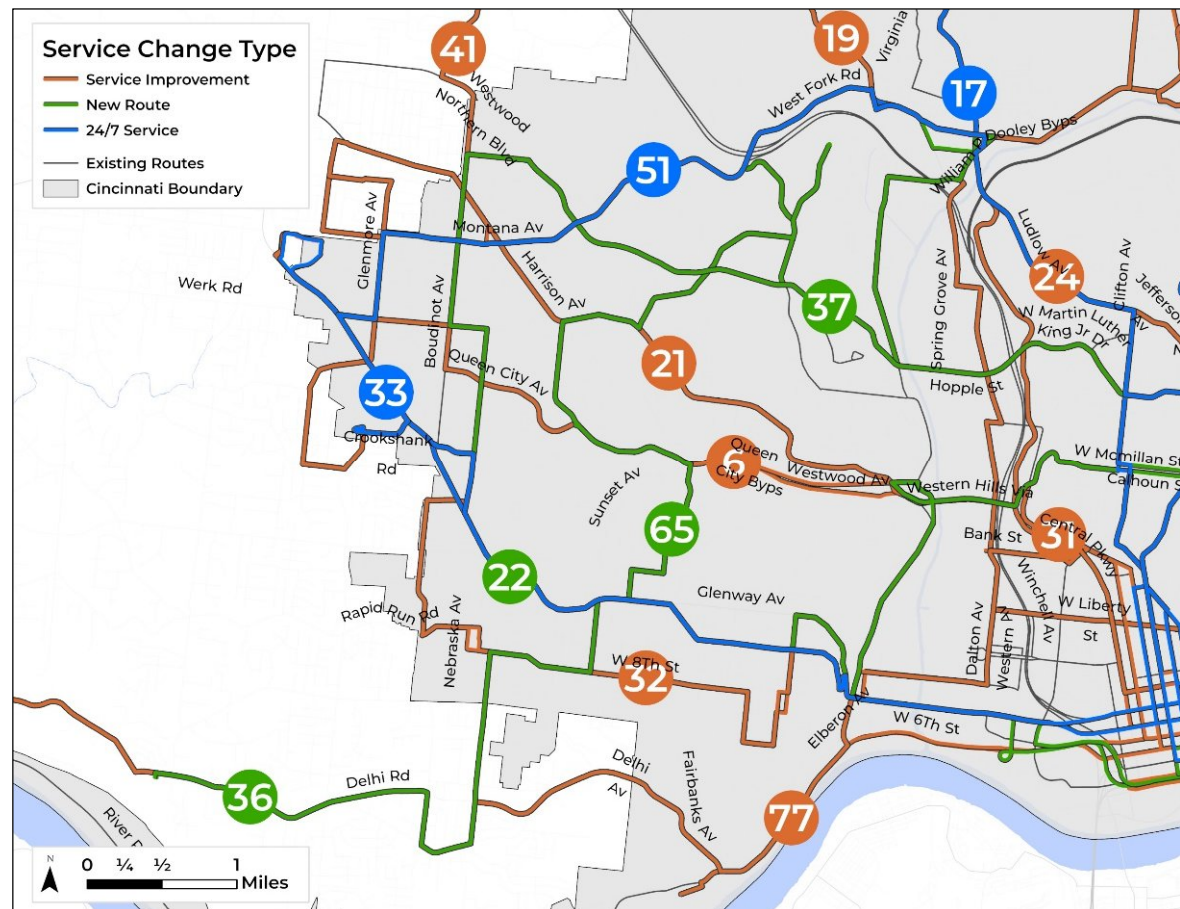 Service Change Type
Service Improvement
New Route
24/7 Service
Existing Routes
Cincinnati Boundary
41
19
Virginia
17
Westwood
Northern Blvd
West Fork Rd
William P Dooley Byps
51
Glenmore Av
Montana Av
Harrison Av
Werk Rd
Boudinot Av
Ludlow Av
24
Clifton Av
Jefferson
Av
37
Spring Grove Av
W Martin Luther
King Jr Dr
21
Queen City Av
Hopple St
33
Crookshank
Rd
6
Queen
City Byps
Westwood Av
Western Hills Via
W Mcmillan St
Calhoun S
Sunset Av
65
31
Central Pkwy
Bank St
22
Glenway Av
Winchell Av
W Liberty
St
Rapid Run Rd
Nebraska Av
Dalton Av
Western A
W 8Th St
32
Elberon Av
W 6Th St
Delhi
Av
Fairbanks Av
36
Delhi Rd
77
River R
N
0 ¼ ½ 1
Miles